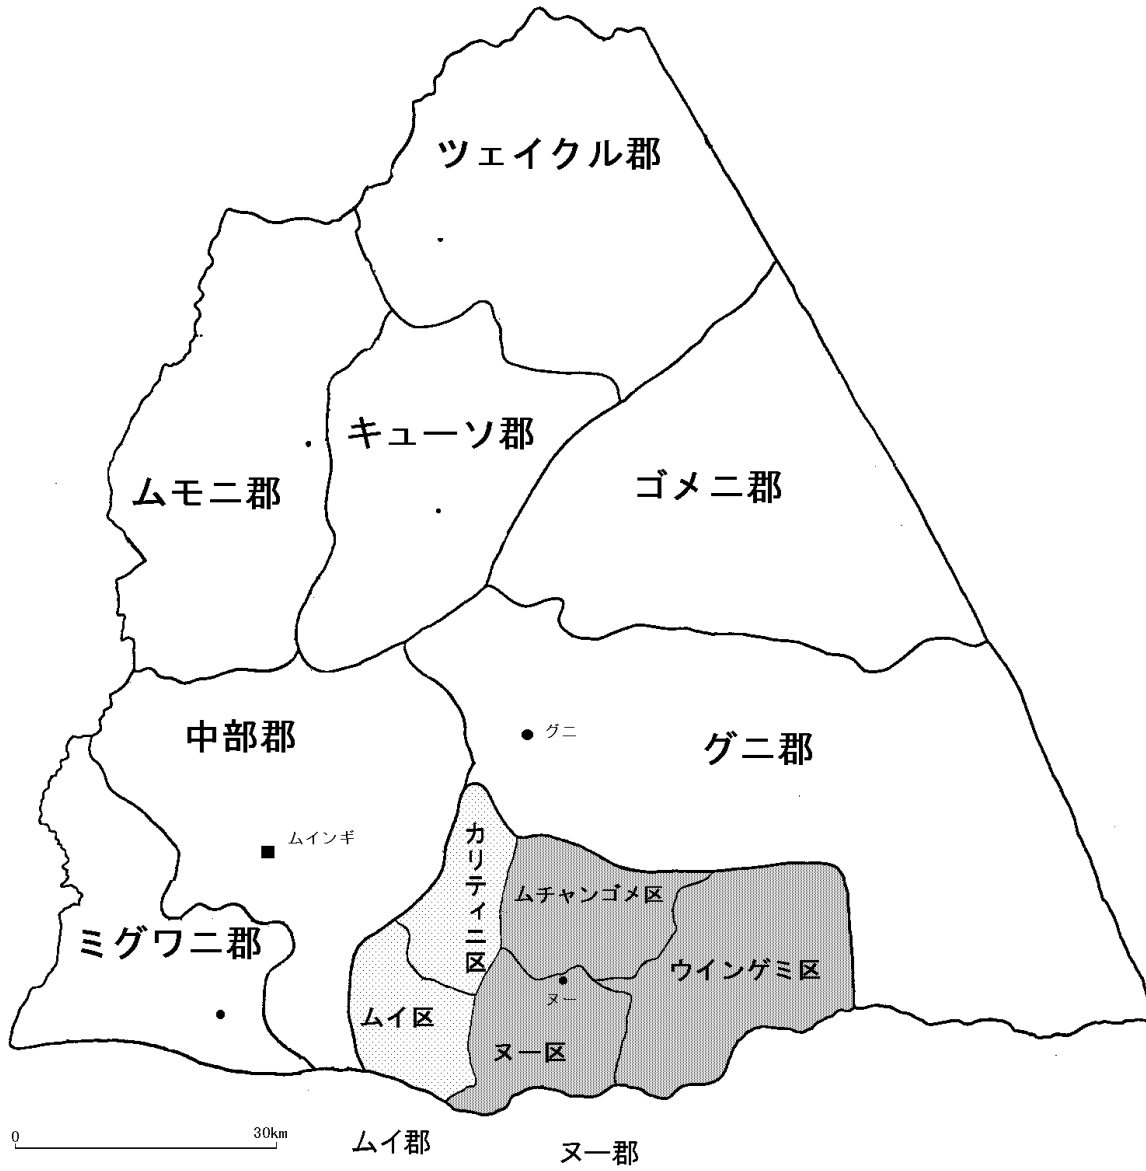 ツェイクル郡
キューソ郡
ムモニ郡
ゴメニ郡
中部郡
グニ
グニ郡
ムインギ
カリティニ区
ムチャンゴメ区
ミグワニ郡
ウインゲミ区
ヌー
ムイ区
ヌー区
0
30km
ムイ郡
ヌー郡